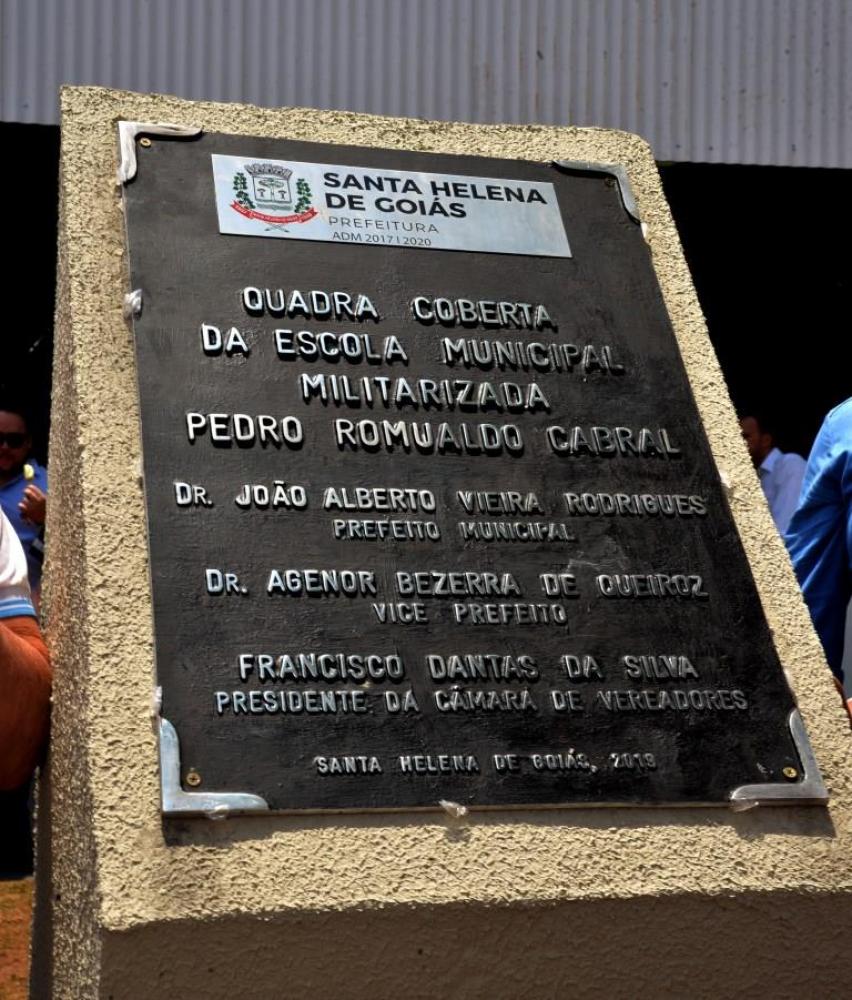 SANTA HELENA
DE GOIÁS
PREFEITURA
ADM 2017 | 2020
QUADRA COBERTA
DA ESCOLA MUNICIPAL
MILITARIZADA
PEDRO ROMUALDO CABRAL
DR. JOÃO ALBERTO VIEIRA RODRIGUES
PREFEITO MUNICIPAL
DR. AGENOR BEZERRA DE QUEIROZ
VICE PREFEITO
FRANCISCO DANTAS DA SILVA
PRESIDENTE DA CÂMARA DE VEREADORES
SANTA HELENA DE GOIÁS, 2019